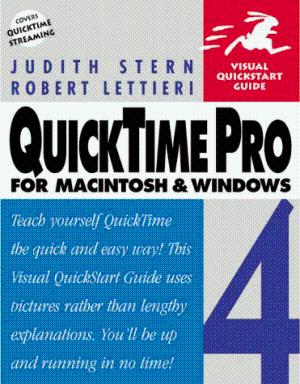 COVERS
QUICKTIME
STREAMING
JUDITH STERN
ROBERT LETTIERI
VISUAL
QUICKSTART
GUIDE
QUICKTIME PRO
FOR MACINTOSH & WINDOWS
4
Teach yourself QuickTime
the quick and easy way! This
Visual QuickStart Guide uses
pictures rather than lengthy
explanations. You'll be up
and running in no time!